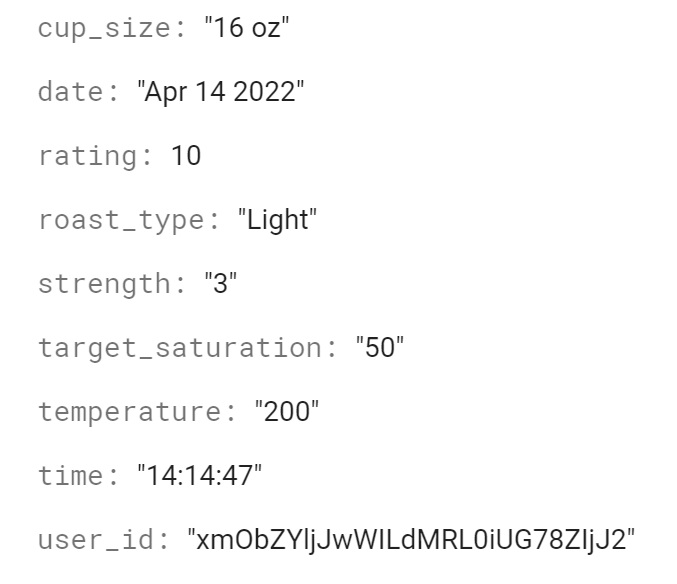 cup_size: "16 oz"
date: "Apr 14 2022"
rating: 10
roast_type: "Light"
strength: "3"
target_saturation: "50"
temperature: "200"
time: "14:14:47"
user_id: "xmObZYljJwWILdMRL0iUG78ZIjJ2"